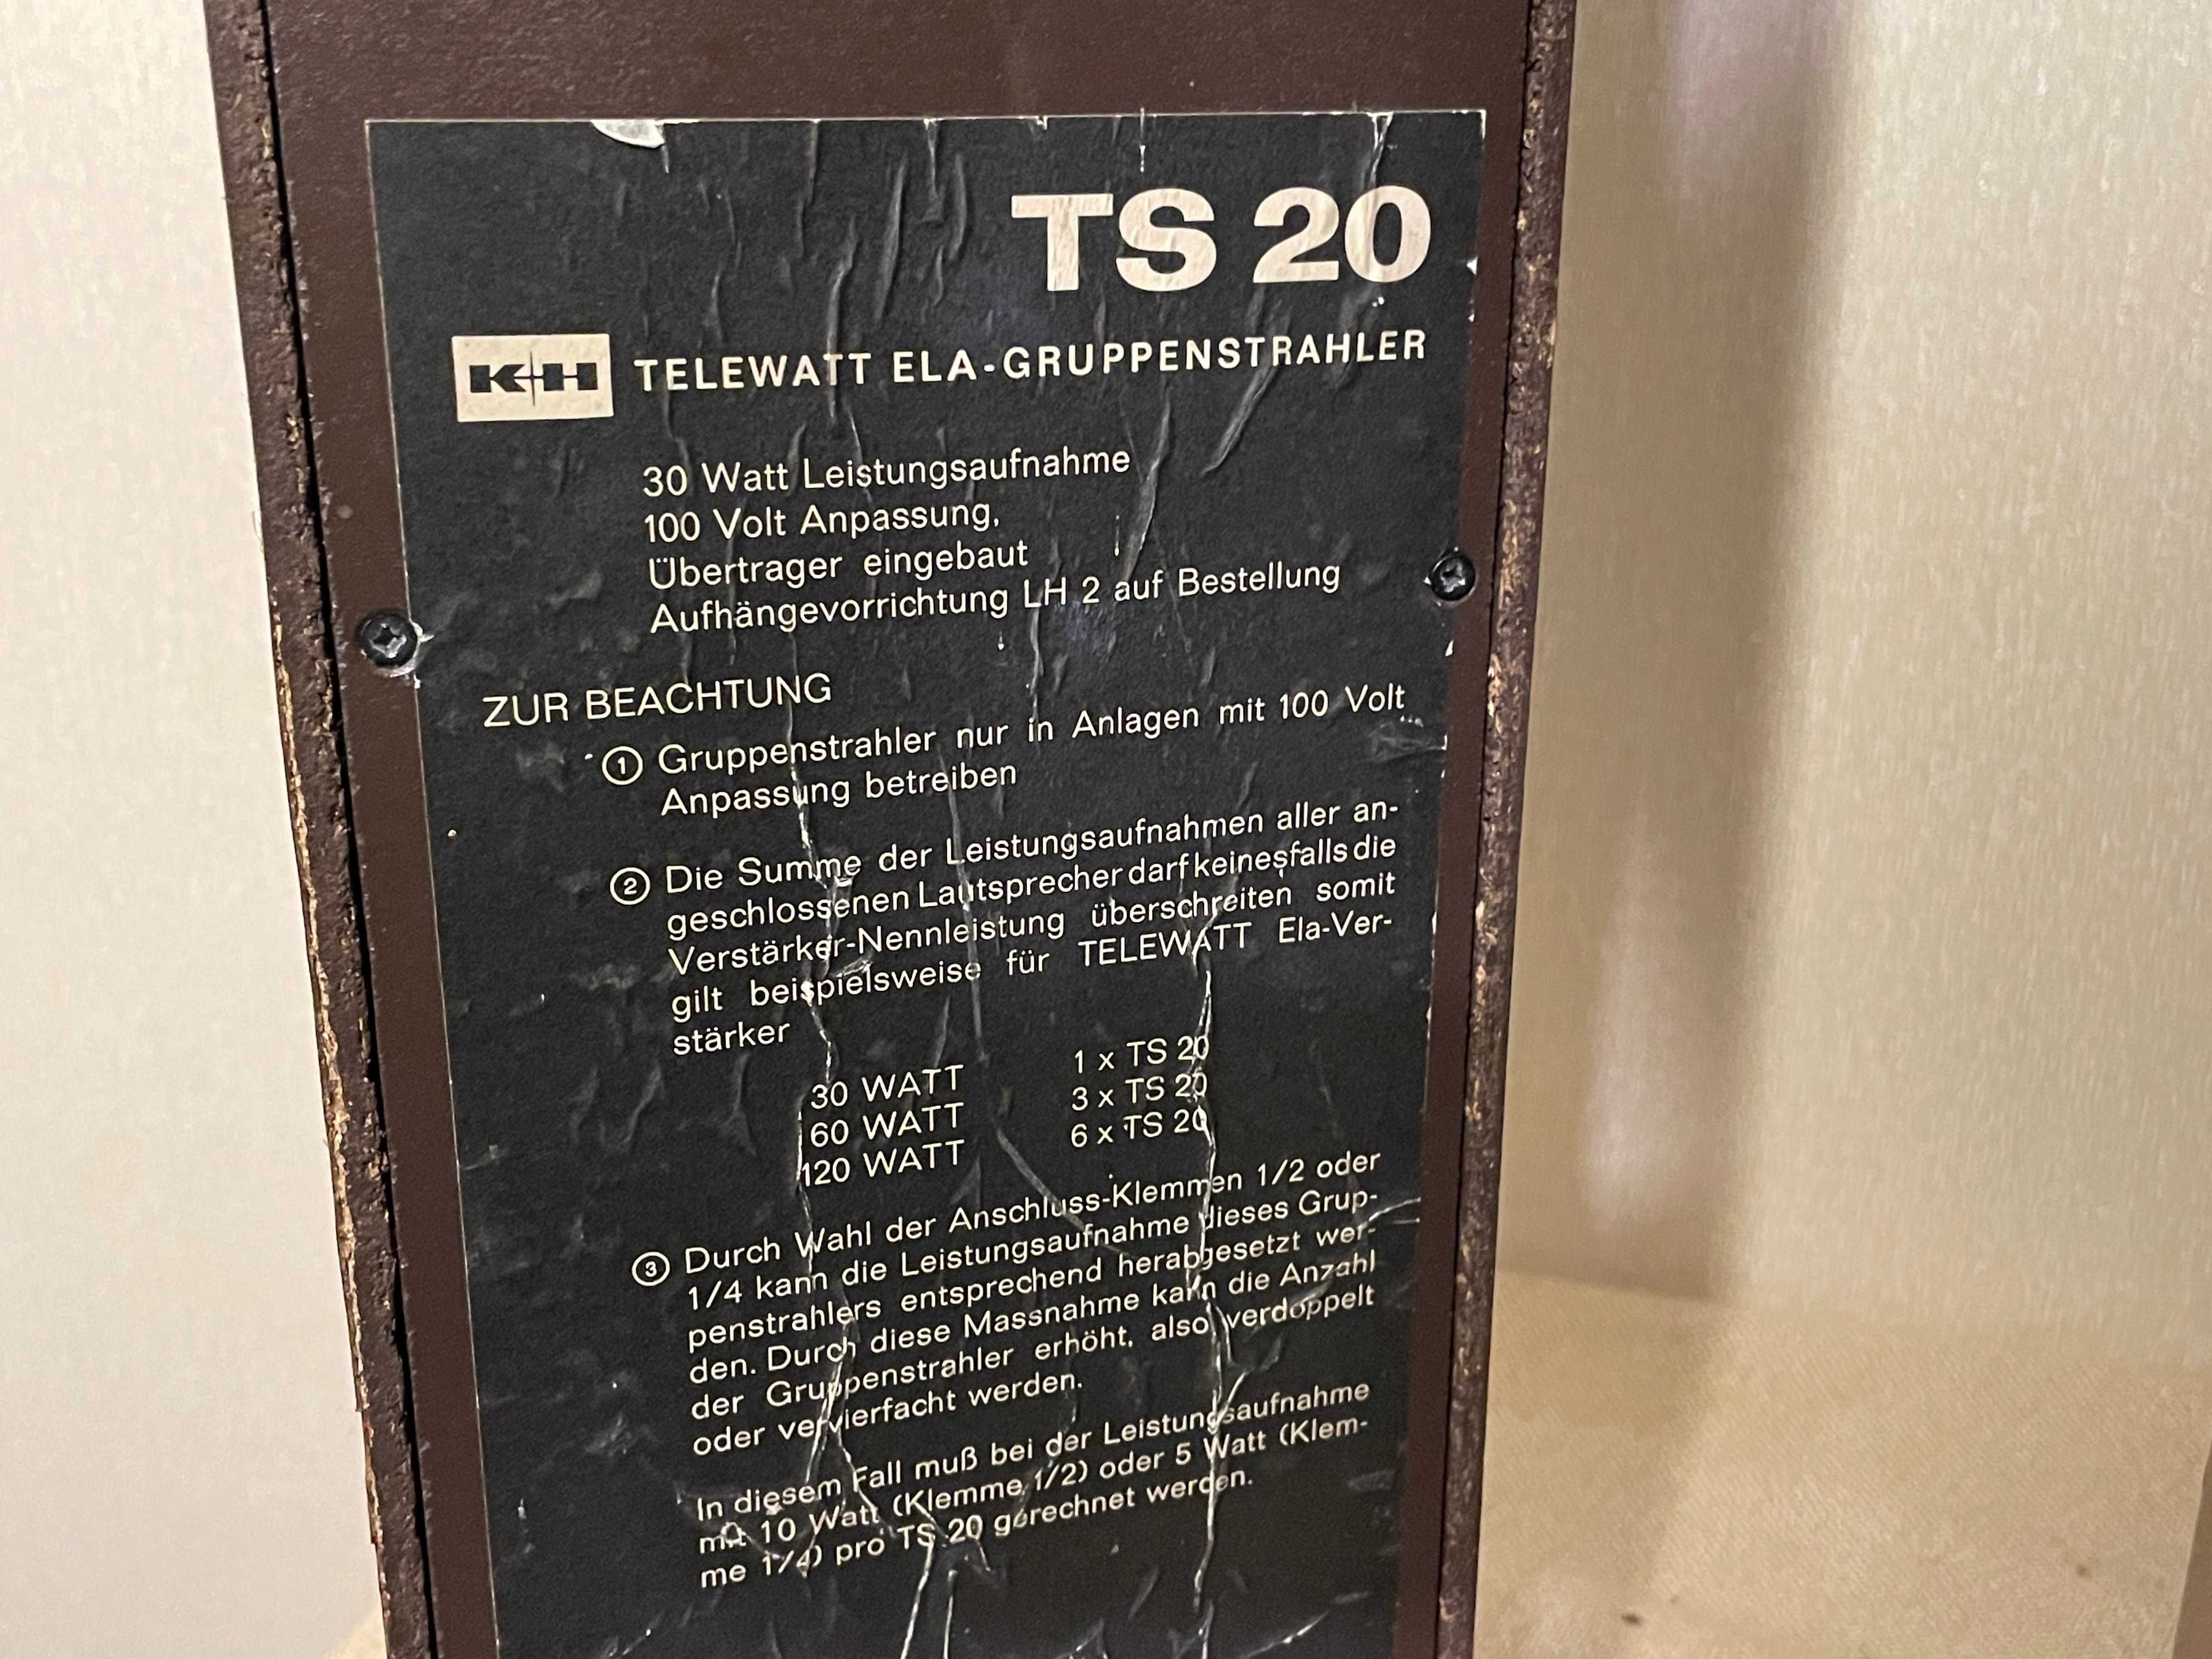 TS 20
K+H TELEWATT ELA-GRUPPENSTRAHLER
30 Watt Leistungsaufnahme
100 Volt Anpassung,
Übertrager eingebaut
Aufhängevorrichtung LH 2 auf Bestellung
ZUR BEACHTUNG
① Gruppenstrahler nur in Anlagen mit 100 Volt
Anpassung betreiben
② Die Summe der Leistungsaufnahmen aller an-
geschlossenen Lautsprecher darf keinesfalls die
Verstärker-Nennleistung überschreiten somit
gilt beispielsweise für TELEWATT Ela-Ver-
stärker
30 WATT 1 x TS 20
60 WATT 3 x TS 20
120 WATT 6 x TS 20
③ Durch Wahl der Anschluss-Klemmen 1/2 oder
1/4 kann die Leistungsaufnahme dieses Grup-
penstrahlers entsprechend herabgesetzt wer-
den. Durch diese Massnahme kann die Anzahl
der Gruppenstrahler erhöht, also verdoppelt
oder vervierfacht werden.
In diesem Fall muß bei der Leistungsaufnahme
mit 10 Watt (Klemme 1/2) oder 5 Watt (Klem-
me 1/4) pro TS 20 gerechnet werden.